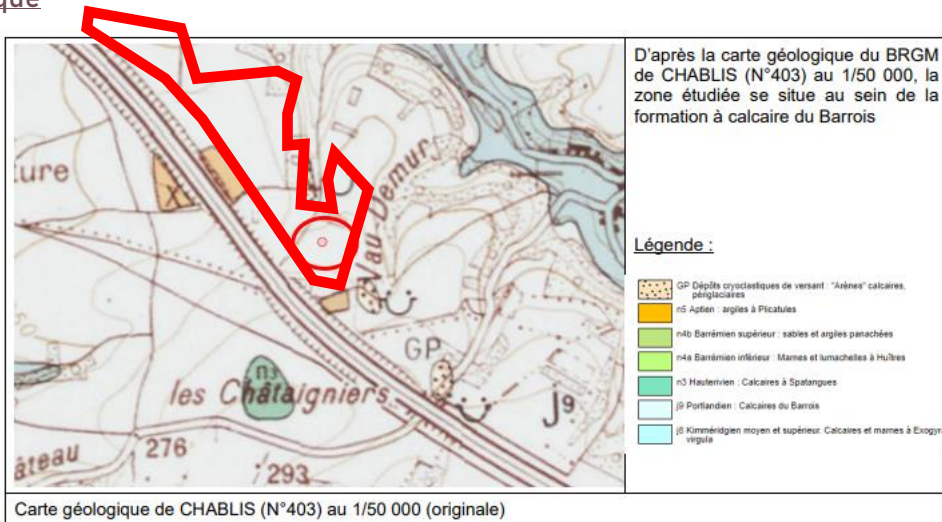 que
D'après la carte géologique du BRGM
de CHABLIS (N°403) au 1/50 000, la
zone étudiée se situe au sein de la
formation à calcaire du Barrois
ture
X
Vau Demur
GP
n3
les Châtaigniers
J9
276
293
âteau
Légende :
GP Dépôts cryoclastiques de versant : "Arènes" calcaires,
périglaciaires
n5 Aptien : argiles à Plicatules
n4b Barrémien supérieur : sables et argiles panachées
n4a Barrémien inférieur : Marnes et lumachelles à Huîtres
n3 Hauterivien : Calcaires à Spatangues
j9 Portlandien : Calcaires du Barrois
j8 Kimméridgien moyen et supérieur. Calcaires et marnes à Exogyra
virgula
Carte géologique de CHABLIS (N°403) au 1/50 000 (originale)